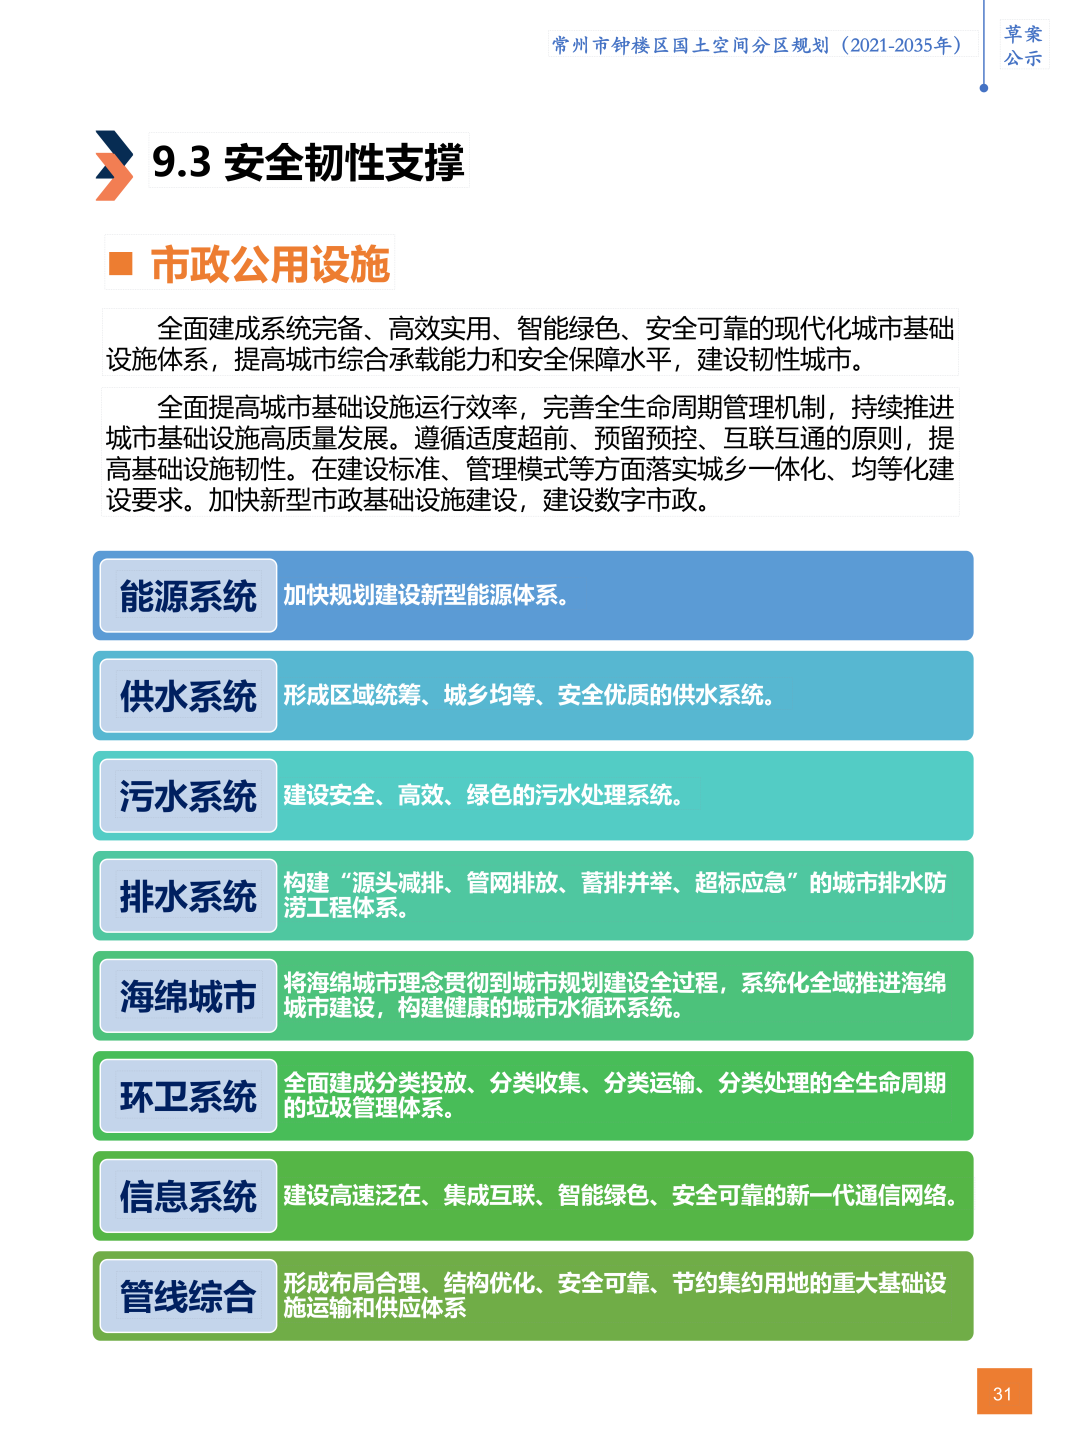 常州市钟楼区国土空间分区规划（2021-2035年）
草案
公示
9.3 安全韧性支撑
■ 市政公用设施
全面建成系统完备、高效实用、智能绿色、安全可靠的现代化城市基础
设施体系，提高城市综合承载能力和安全保障水平，建设韧性城市。
全面提高城市基础设施运行效率，完善全生命周期管理机制，持续推进
城市基础设施高质量发展。遵循适度超前、预留预控、互联互通的原则，提
高基础设施韧性。在建设标准、管理模式等方面落实城乡一体化、均等化建
设要求。加快新型市政基础设施建设，建设数字市政。
能源系统
加快规划建设新型能源体系。
供水系统
形成区域统筹、城乡均等、安全优质的供水系统。
污水系统
建设安全、高效、绿色的污水处理系统。
排水系统
构建“源头减排、管网排放、蓄排并举、超标应急”的城市排水防
涝工程体系。
海绵城市
将海绵城市理念贯彻到城市规划建设全过程，系统化全域推进海绵
城市建设，构建健康的城市水循环系统。
环卫系统
全面建成分类投放、分类收集、分类运输、分类处理的全生命周期
的垃圾管理体系。
信息系统
建设高速泛在、集成互联、智能绿色、安全可靠的新一代通信网络。
管线综合
形成布局合理、结构优化、安全可靠、节约集约用地的重大基础设
施运输和供应体系
31